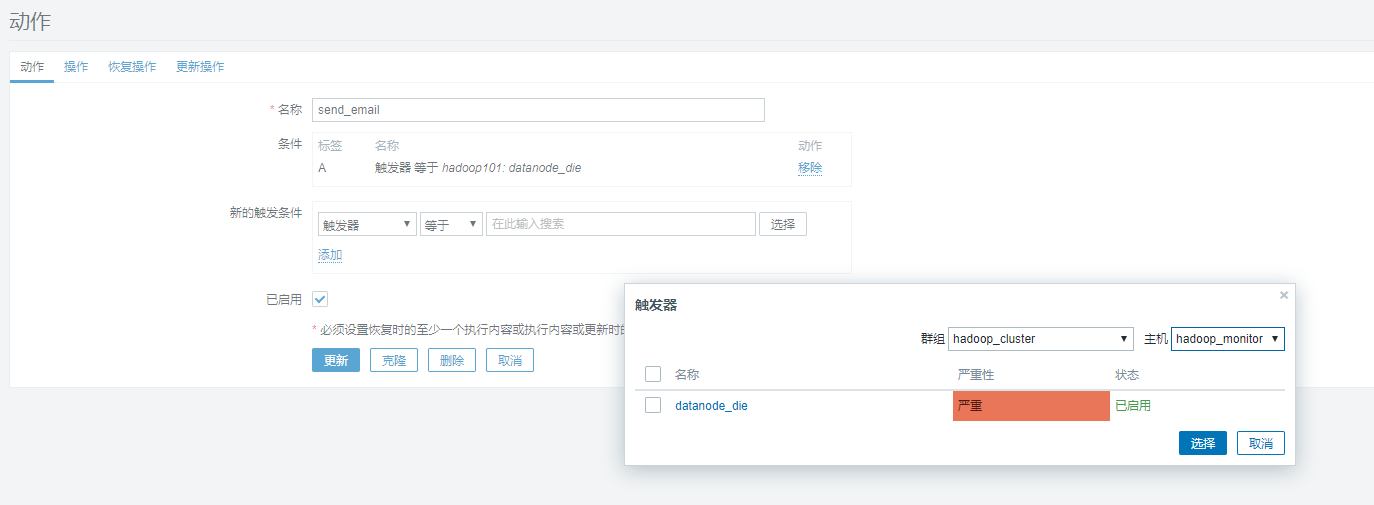 动作
动作 操作 恢复操作 更新操作
* 名称 send_email
条件 标签 名称 动作
A 触发器 等于 hadoop101: datanode_die 移除
新的触发条件 触发器 等于 在此输入搜索 选择
添加
已启用
* 必须设置恢复时的至少一个执行内容或执行内容或更新时的
更新 克隆 删除 取消
触发器 ×
群组 hadoop_cluster 主机 hadoop_monitor
名称 严重性 状态
datanode_die 严重 已启用
选择 取消